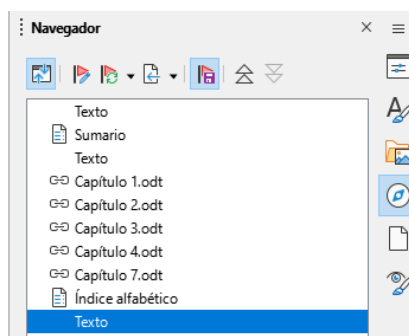 Navegador
Texto
Sumario
Texto
Capítulo 1.odt
Capítulo 2.odt
Capítulo 3.odt
Capítulo 4.odt
Capítulo 7.odt
Índice alfabético
Texto